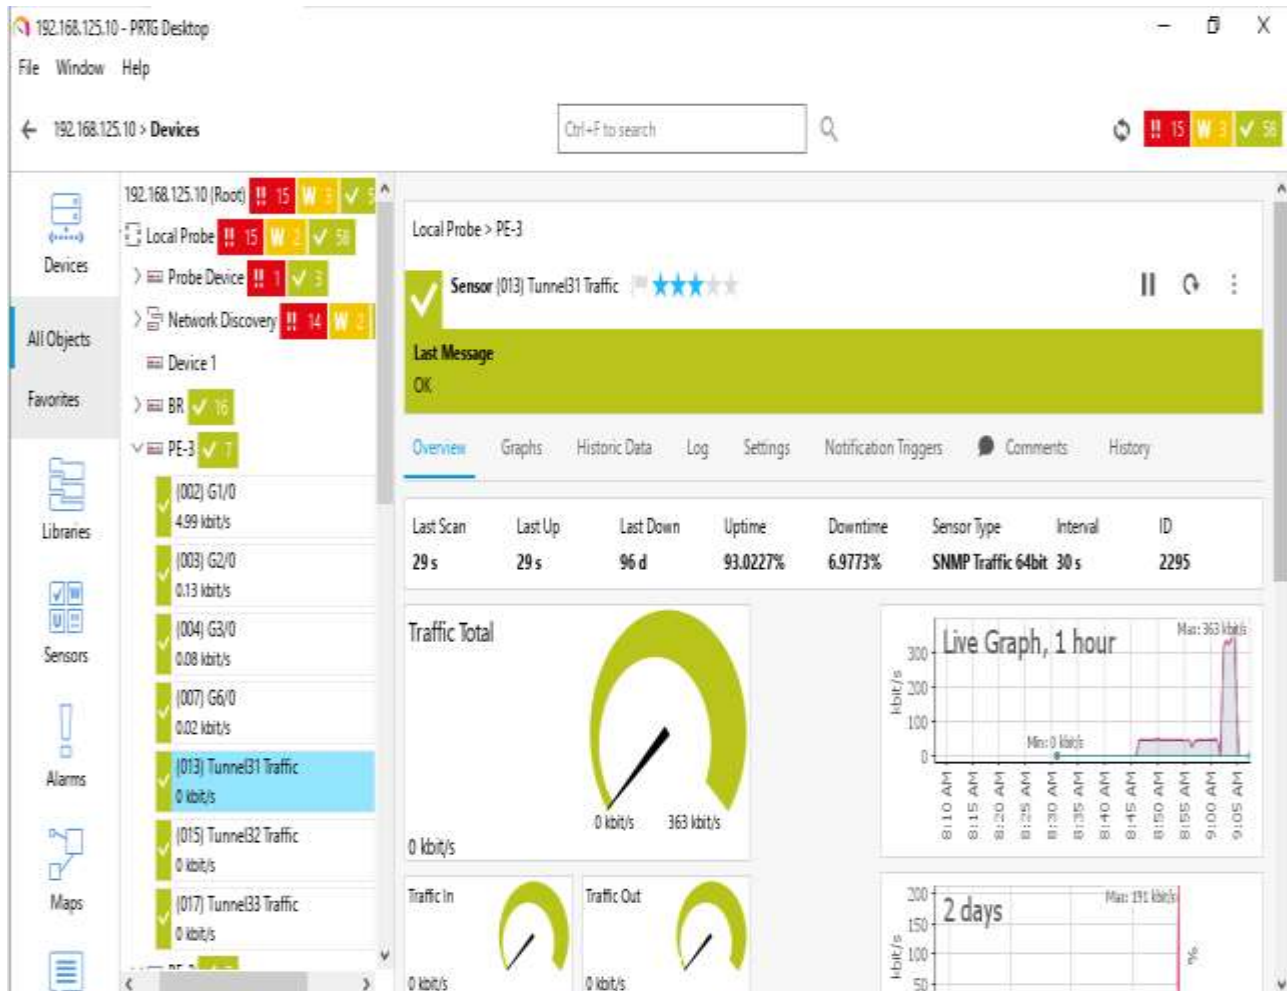 192.168.125.10 - PRTG Desktop
File Window Help
192.168.125.10 > Devices
Ctrl+F to search
!! 15 W 3 ✓ 58
Devices
All Objects
Favorites
Libraries
Sensors
Alarms
Maps
192.168.125.10 (Root) !! 15 W 3 ✓ 5
Local Probe !! 15 W 2 ✓ 58
Probe Device !! 1 ✓ 3
Network Discovery !! 14 W 2
Device 1
BR ✓ 16
PE-3 ✓ 7
(002) G1/0
4.99 kbit/s
(003) G2/0
0.13 kbit/s
(004) G3/0
0.08 kbit/s
(007) G6/0
0.02 kbit/s
(013) Tunnel31 Traffic
0 kbit/s
(015) Tunnel32 Traffic
0 kbit/s
(017) Tunnel33 Traffic
0 kbit/s
Local Probe > PE-3
Sensor (013) Tunnel31 Traffic
Last Message
OK
Overview Graphs Historic Data Log Settings Notification Triggers Comments History
Last Scan Last Up Last Down Uptime Downtime Sensor Type Interval ID
29 s 29 s 96 d 93.0227% 6.9773% SNMP Traffic 64bit 30 s 2295
Traffic Total
0 kbit/s 363 kbit/s
0 kbit/s
Traffic In
0 kbit/s
Traffic Out
0 kbit/s
Live Graph, 1 hour
Max: 363 kbit/s
Min: 0 kbit/s
kbit/s
300
200
100
0
8:10 AM
8:15 AM
8:20 AM
8:25 AM
8:30 AM
8:35 AM
8:40 AM
8:45 AM
8:50 AM
8:55 AM
9:00 AM
9:05 AM
2 days
Max: 191 kbit/s
kbit/s
200
150
100
50
%